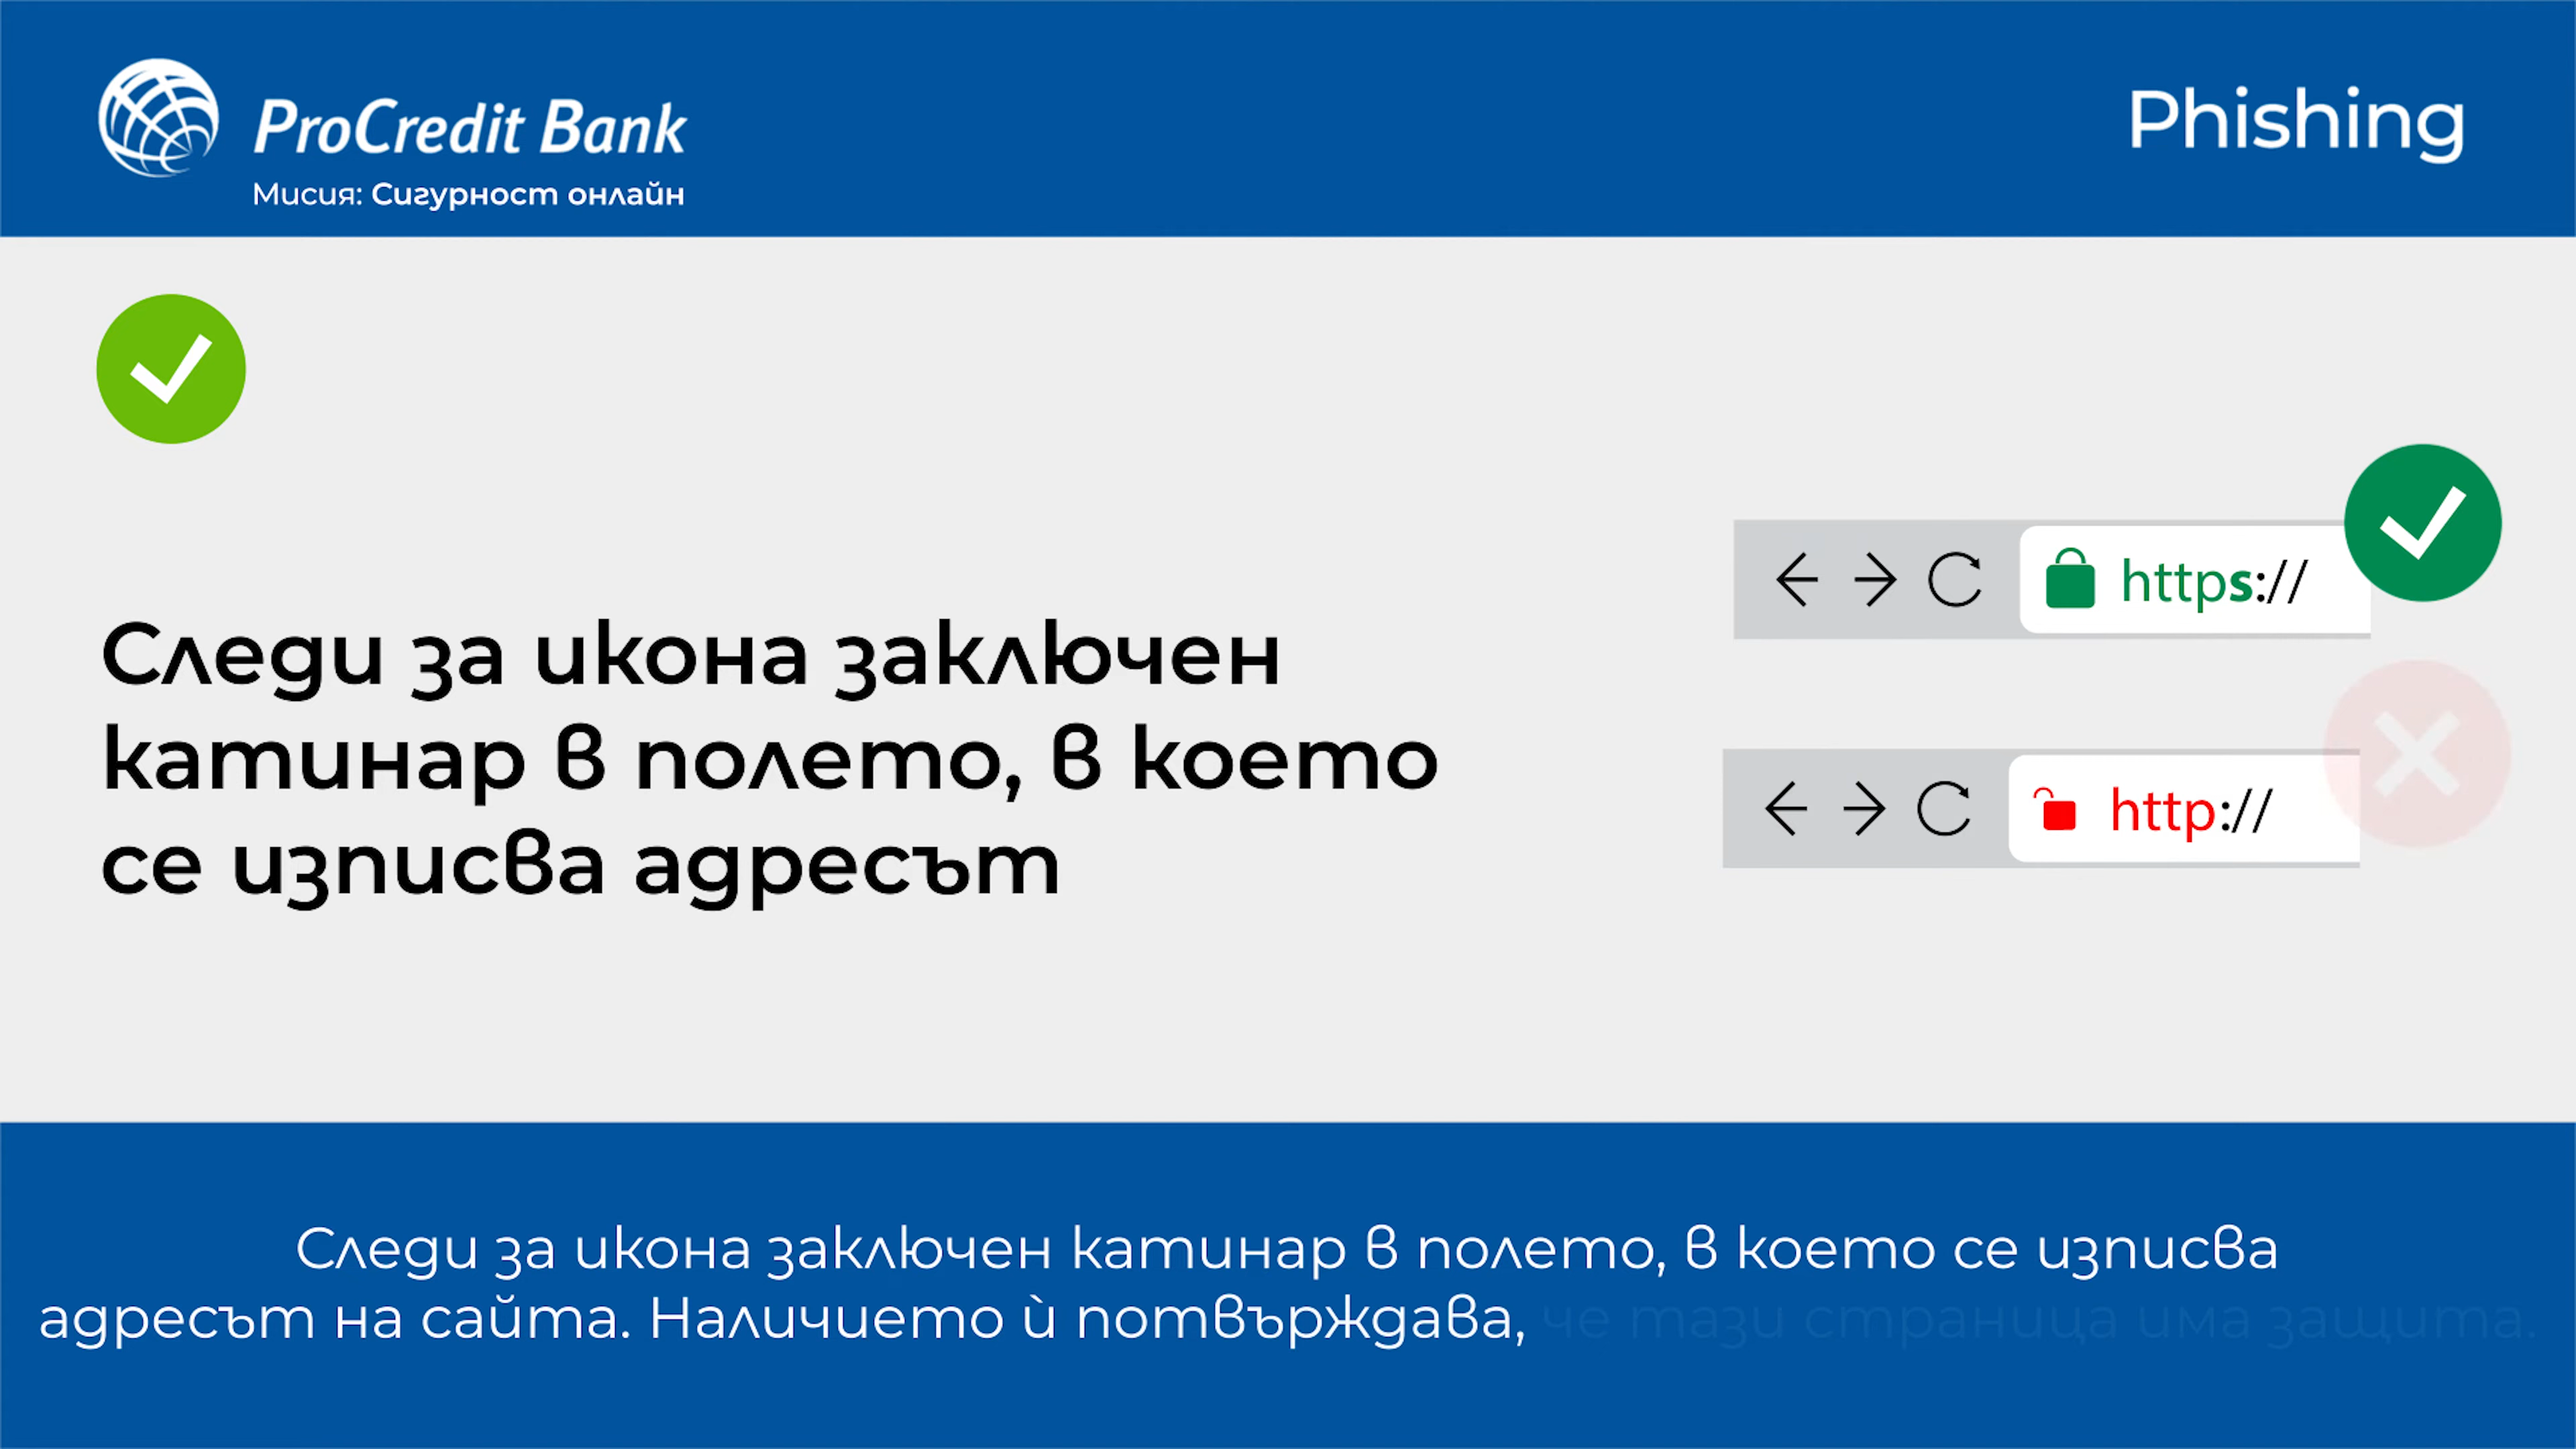 ProCredit Bank
Мисия: Сигурност онлайн
Phishing
Следи за икона заключен
катинар в полето, в което
се изписва адресът
https://
http://
Следи за икона заключен катинар в полето, в което се изписва
адресът на сайта. Наличието ѝ потвърждава, че тази страница има защита.